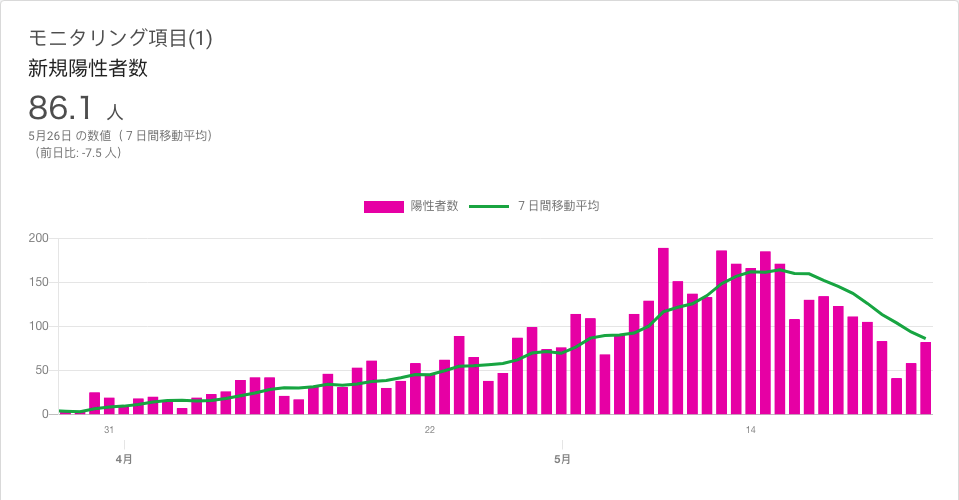 モニタリング項目(1)
新規陽性者数
86.1 人
5月26日 の数値（７日間移動平均）
（前日比: -7.5 人）
陽性者数 ７日間移動平均
200
150
100
50
0
31 22 14
4月 5月